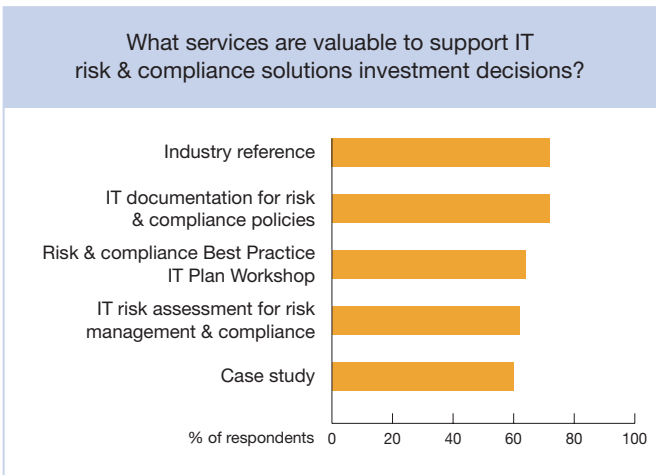 What services are valuable to support IT
risk & compliance solutions investment decisions?
Industry reference
IT documentation for risk
& compliance policies
Risk & compliance Best Practice
IT Plan Workshop
IT risk assessment for risk
management & compliance
Case study
% of respondents 0 20 40 60 80 100